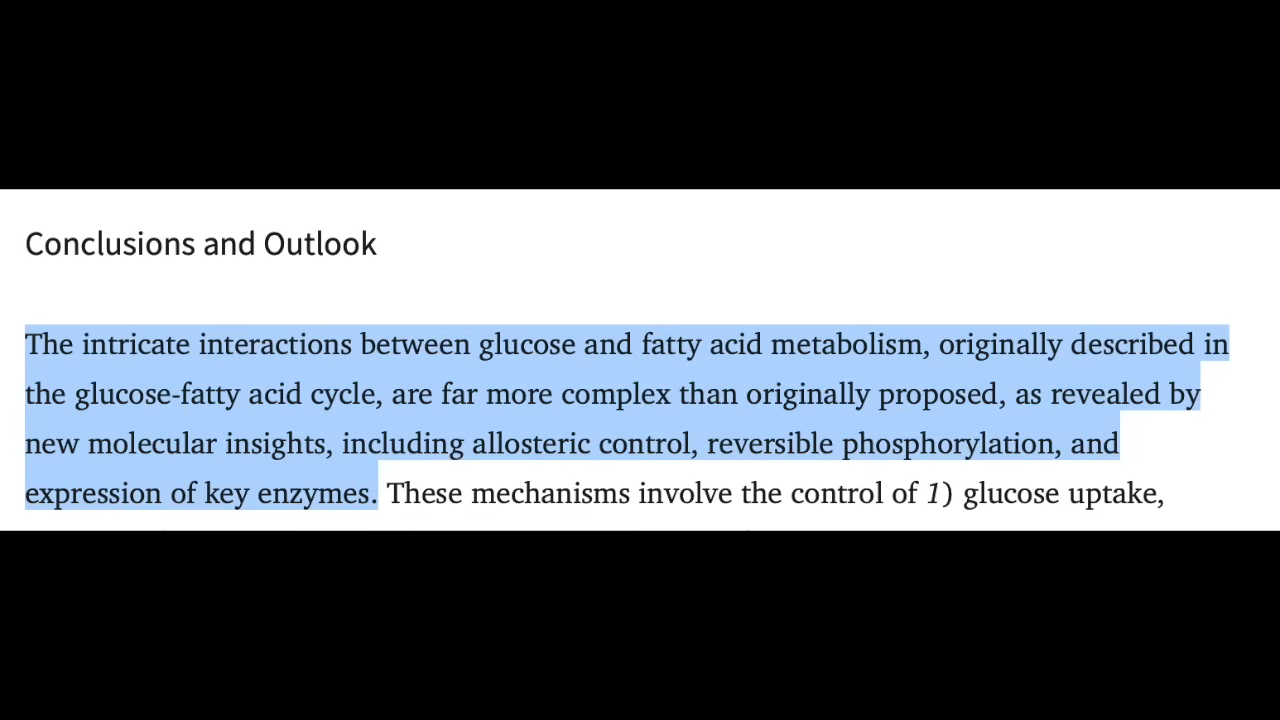 Conclusions and Outlook
The intricate interactions between glucose and fatty acid metabolism, originally described in
the glucose-fatty acid cycle, are far more complex than originally proposed, as revealed by
new molecular insights, including allosteric control, reversible phosphorylation, and
expression of key enzymes. These mechanisms involve the control of 1) glucose uptake,